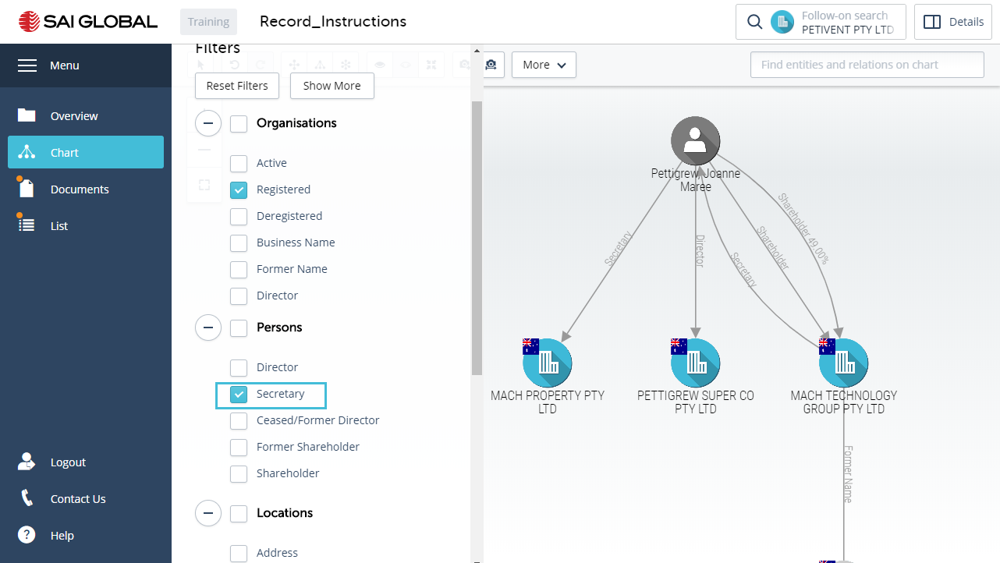 SAI GLOBAL
Training
Record_Instructions
Follow-on search
PETIVENT PTY LTD
Details
Menu
Overview
Chart
Documents
List
Logout
Contact Us
Help
Filters
Reset Filters
Show More
Organisations
Active
Registered
Deregistered
Business Name
Former Name
Director
Persons
Director
Secretary
Ceased/Former Director
Former Shareholder
Shareholder
Locations
Address
More
Find entities and relations on chart
Pettigrew, Joanne
Maree
Secretary
Director
Secretary
Shareholder
Shareholder 49.00%
MACH PROPERTY PTY
LTD
PETTIGREW SUPER CO
PTY LTD
MACH TECHNOLOGY
GROUP PTY LTD
Former Name